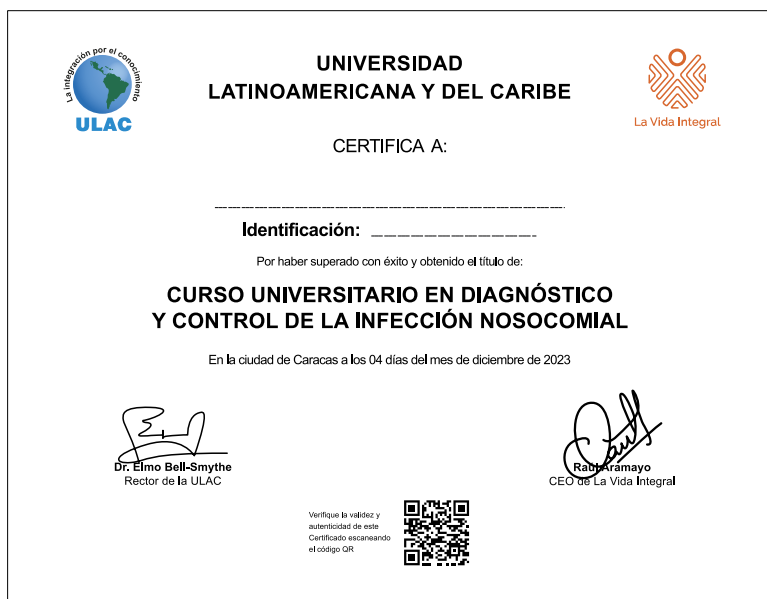 La integración por el conocimiento
ULAC
UNIVERSIDAD
LATINOAMERICANA Y DEL CARIBE
La Vida Integral
CERTIFICA A:
Identificación:
Por haber superado con éxito y obtenido el título de:
CURSO UNIVERSITARIO EN DIAGNÓSTICO
Y CONTROL DE LA INFECCIÓN NOSOCOMIAL
En la ciudad de Caracas a los 04 días del mes de diciembre de 2023
Dr. Elmo Bell-Smythe
Rector de la ULAC
Raúl Aramayo
CEO de La Vida Integral
Verifique la validez y
autenticidad de este
Certificado escaneando
el código QR